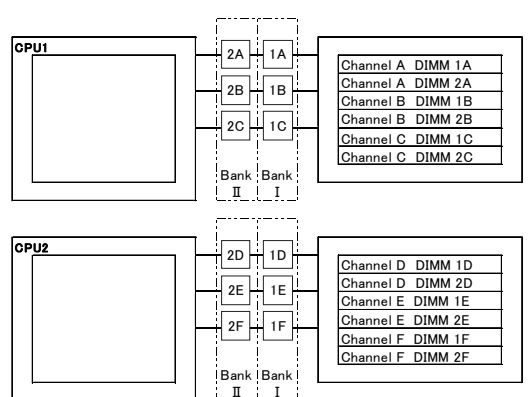 CPU1
2A 1A
2B 1B
2C 1C
Bank Bank
Ⅱ Ⅰ
Channel A DIMM 1A
Channel A DIMM 2A
Channel B DIMM 1B
Channel B DIMM 2B
Channel C DIMM 1C
Channel C DIMM 2C
CPU2
2D 1D
2E 1E
2F 1F
Bank Bank
Ⅱ Ⅰ
Channel D DIMM 1D
Channel D DIMM 2D
Channel E DIMM 1E
Channel E DIMM 2E
Channel F DIMM 1F
Channel F DIMM 2F